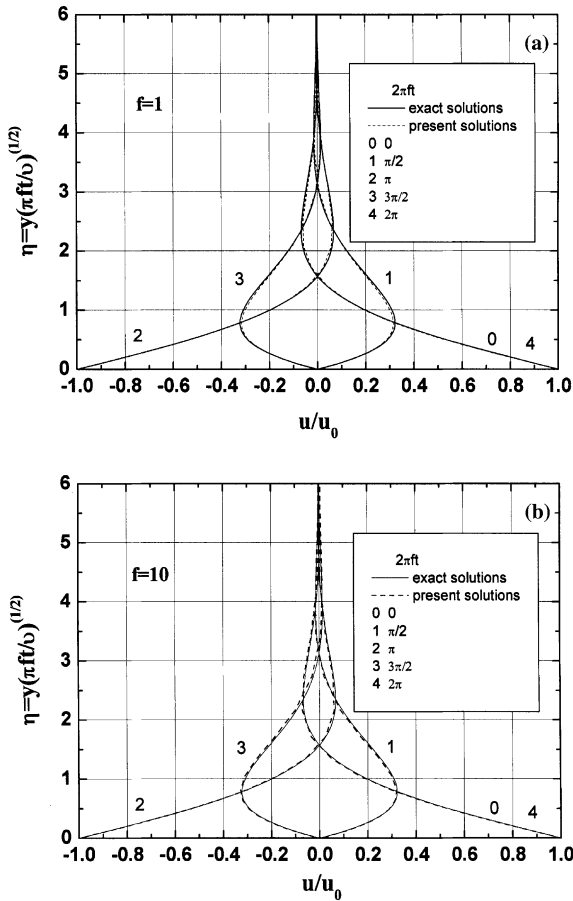 (a)
f=1
6
5
4
3
2
1
0
η=y(πft/υ)^(1/2)
2πft
exact solutions
present solutions
0 0
1 π/2
2 π
3 3π/2
4 2π
3
1
2
0
4
-1.0 -0.8 -0.6 -0.4 -0.2 0.0 0.2 0.4 0.6 0.8 1.0
u/u₀
(b)
f=10
6
5
4
3
2
1
0
η=y(πft/υ)^(1/2)
2πft
exact solutions
present solutions
0 0
1 π/2
2 π
3 3π/2
4 2π
3
1
2
0
4
-1.0 -0.8 -0.6 -0.4 -0.2 0.0 0.2 0.4 0.6 0.8 1.0
u/u₀